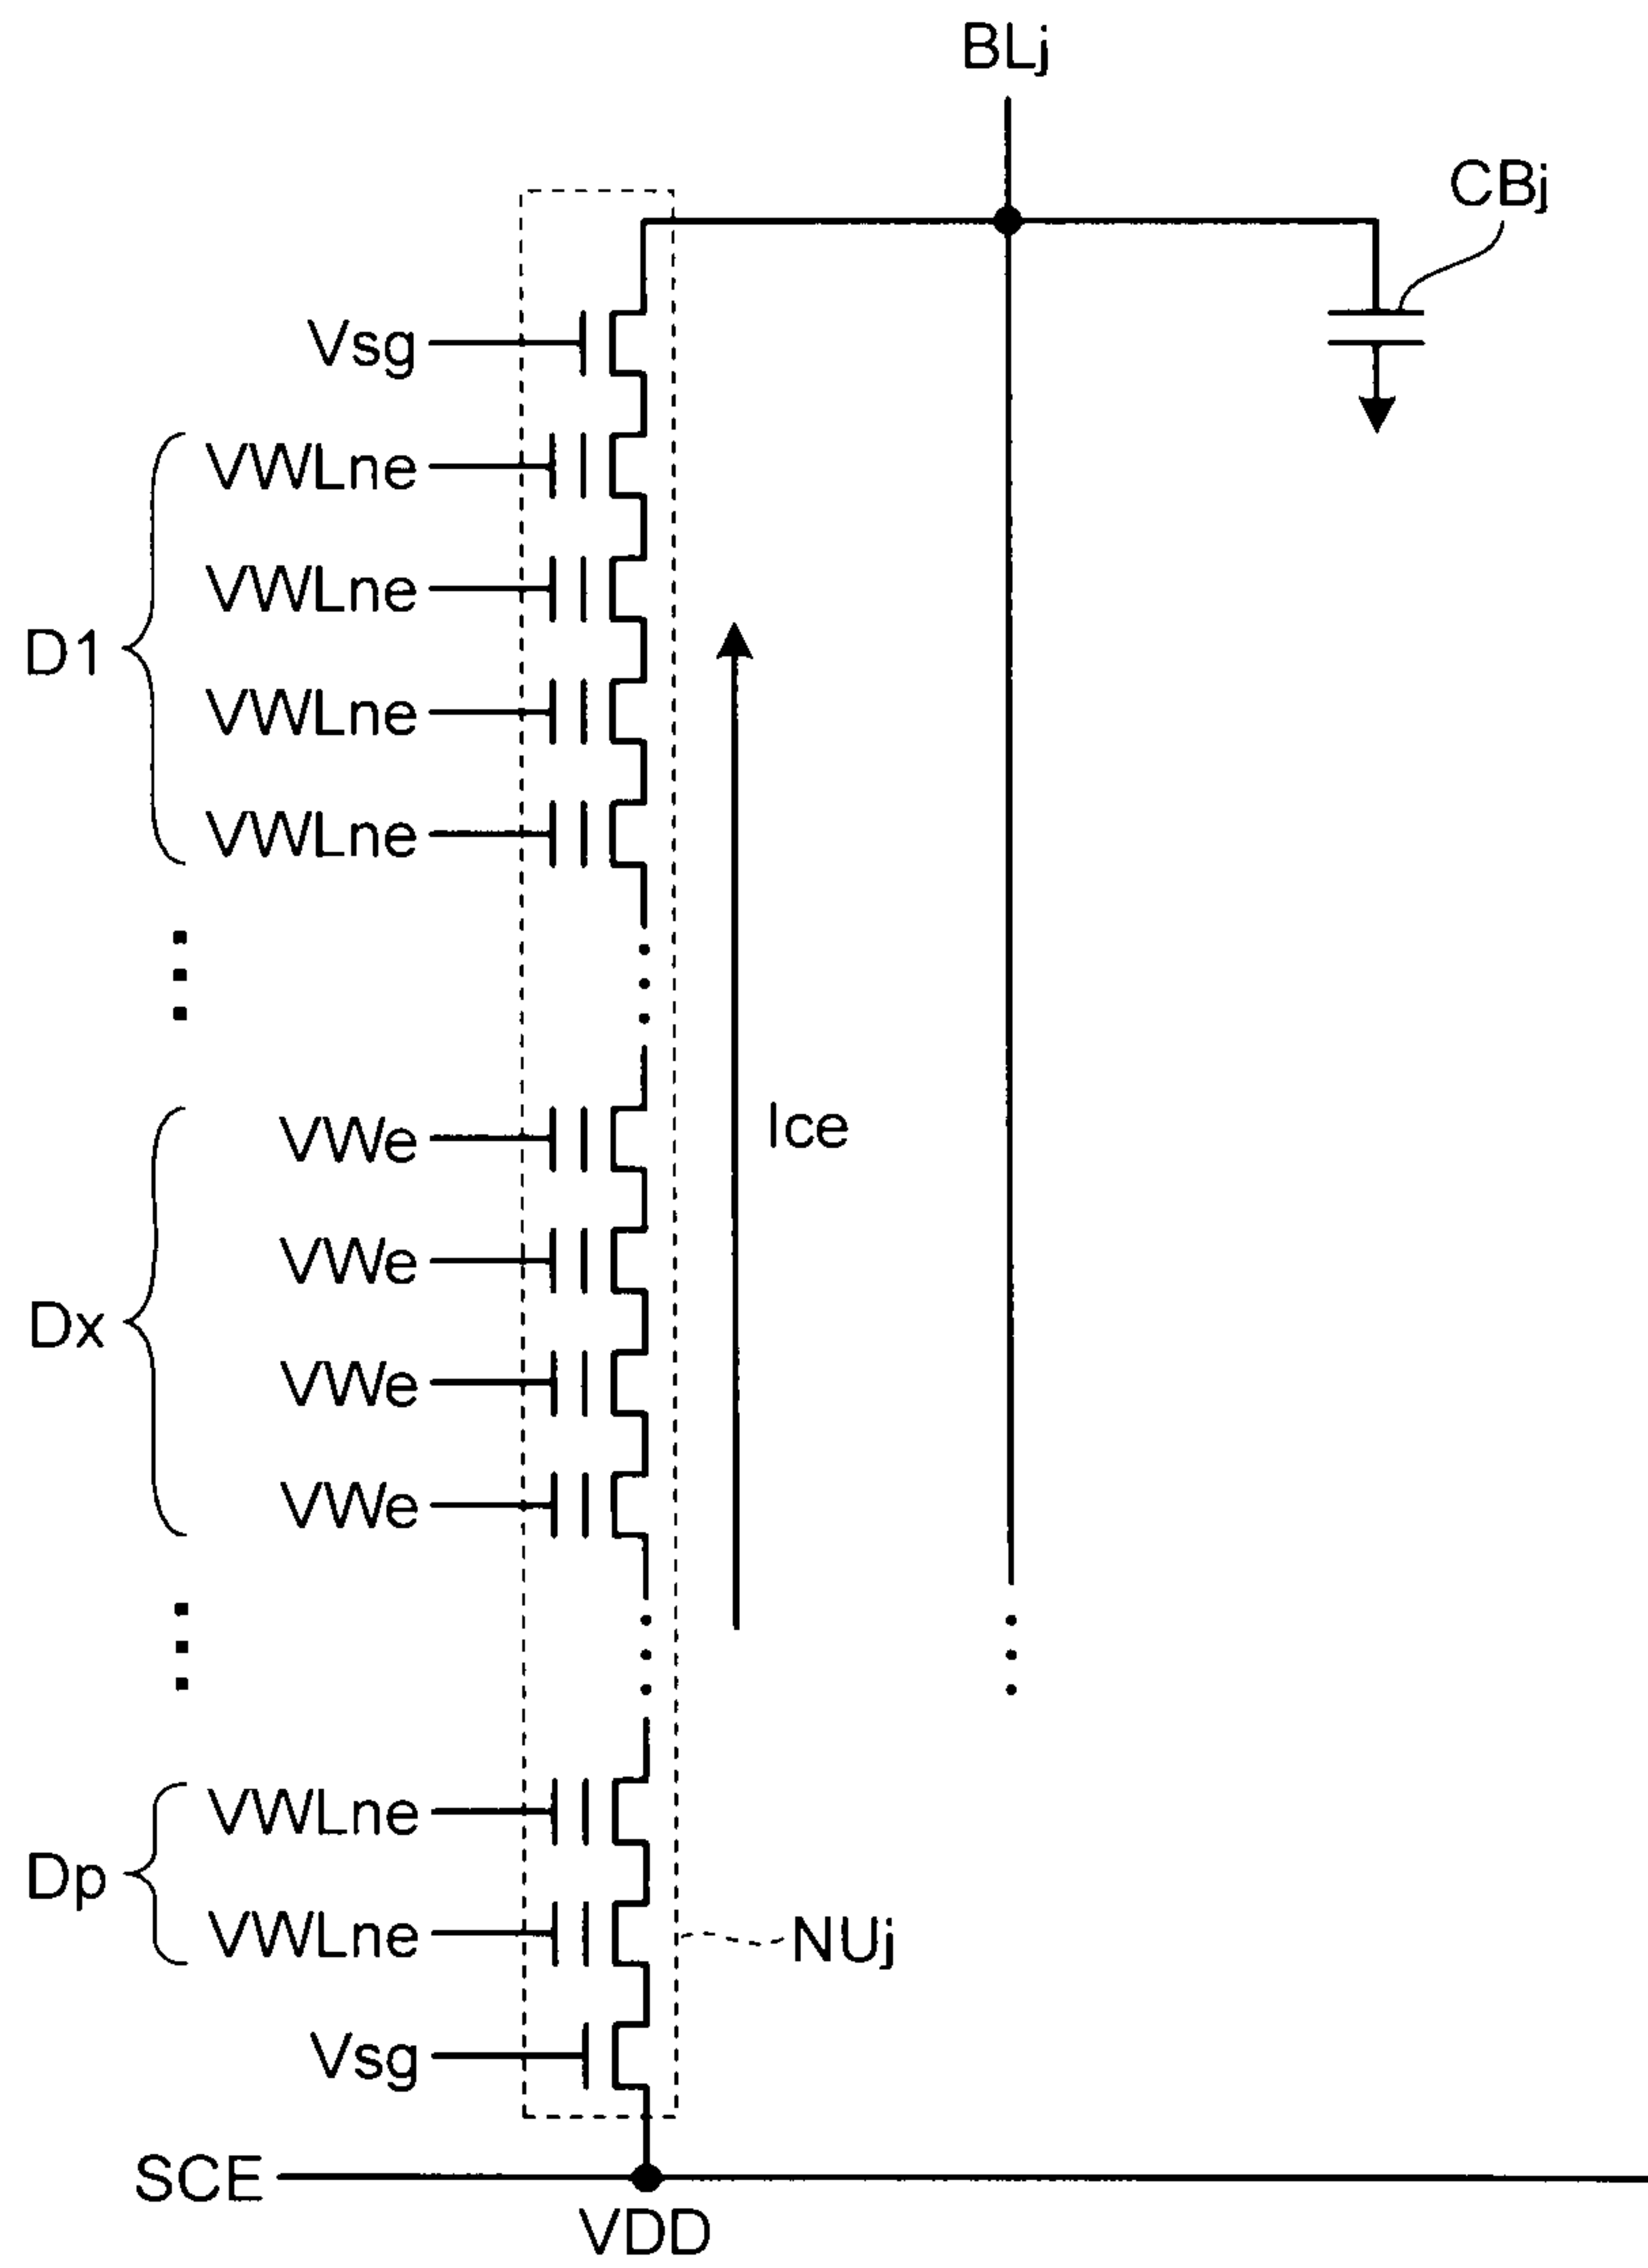 BLj
CBj
Vsg
VWLne
VWLne
D1
VWLne
VWLne
VWe
Ice
VWe
Dx
VWe
VWe
VWLne
Dp
VWLne
NUj
Vsg
SCE
VDD